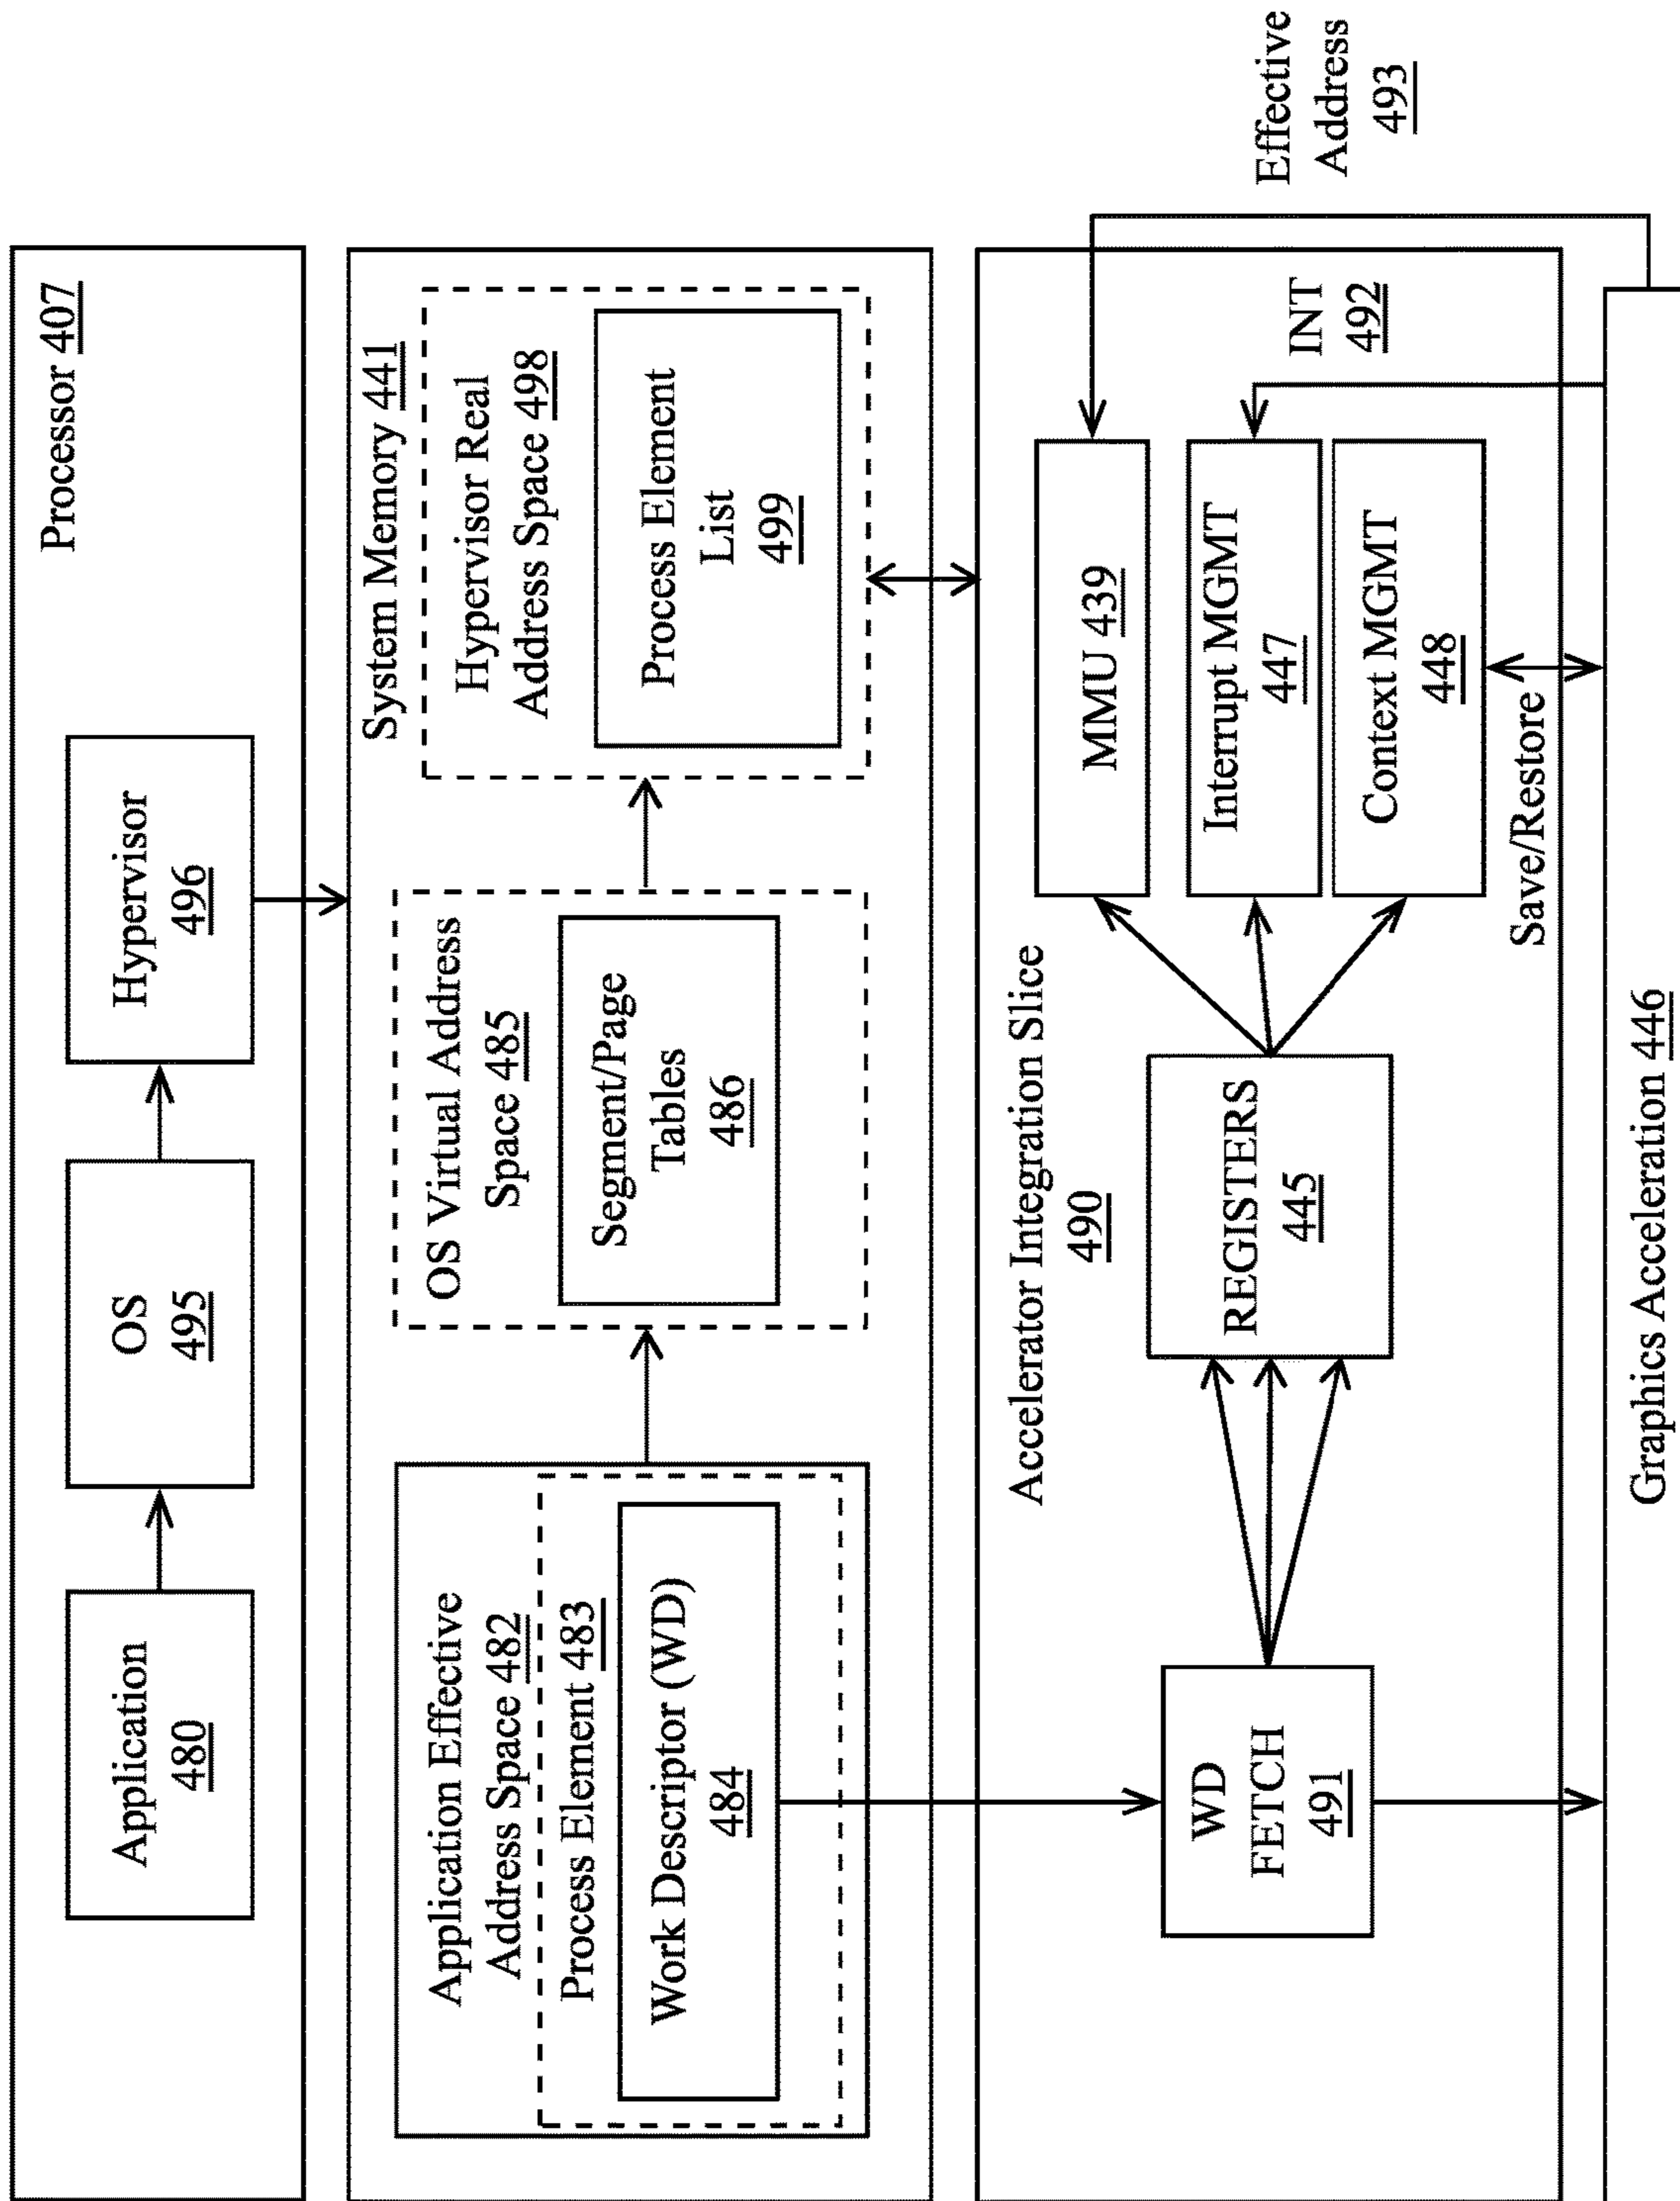 Processor 407
Application
480
OS
495
Hypervisor
496
System Memory 441
Application Effective
Address Space 482
Process Element 483
Work Descriptor (WD)
484
OS Virtual Address
Space 485
Segment/Page
Tables
486
Hypervisor Real
Address Space 498
Process Element
List
499
Accelerator Integration Slice
490
WD
FETCH
491
REGISTERS
445
MMU 439
Interrupt MGMT
447
Context MGMT
448
INT
492
Effective
Address
493
Save/Restore
Graphics Acceleration 446